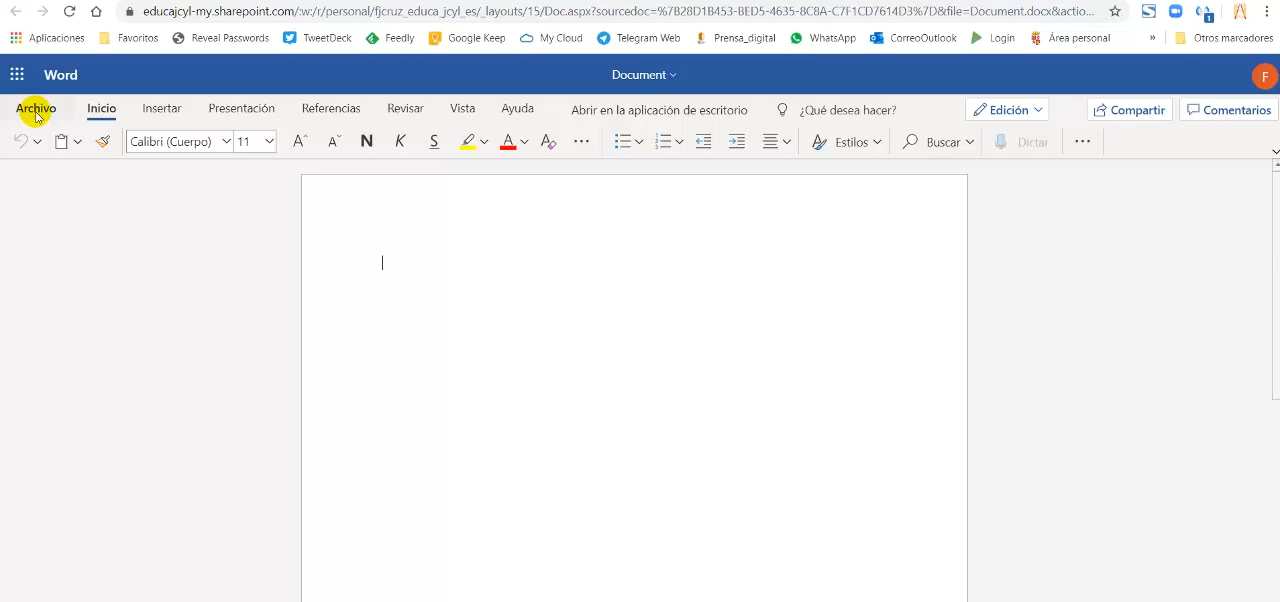 educajcyl-my.sharepoint.com/:w:/r/personal/fjcruz_educa_jcyl_es/_layouts/15/Doc.aspx?sourcedoc=%7B28D1B453-BED5-4635-8C8A-C7F1CD7614D3%7D&file=Document.docx&actio...
Aplicaciones Favoritos Reveal Passwords TweetDeck Feedly Google Keep My Cloud Telegram Web Prensa_digital WhatsApp CorreoOutlook Login Área personal » Otros marcadores
Word Document F
Archivo Inicio Insertar Presentación Referencias Revisar Vista Ayuda Abrir en la aplicación de escritorio ¿Qué desea hacer? Edición Compartir Comentarios
Calibri (Cuerpo) 11 A A N K S A A Estilos Buscar Dictar